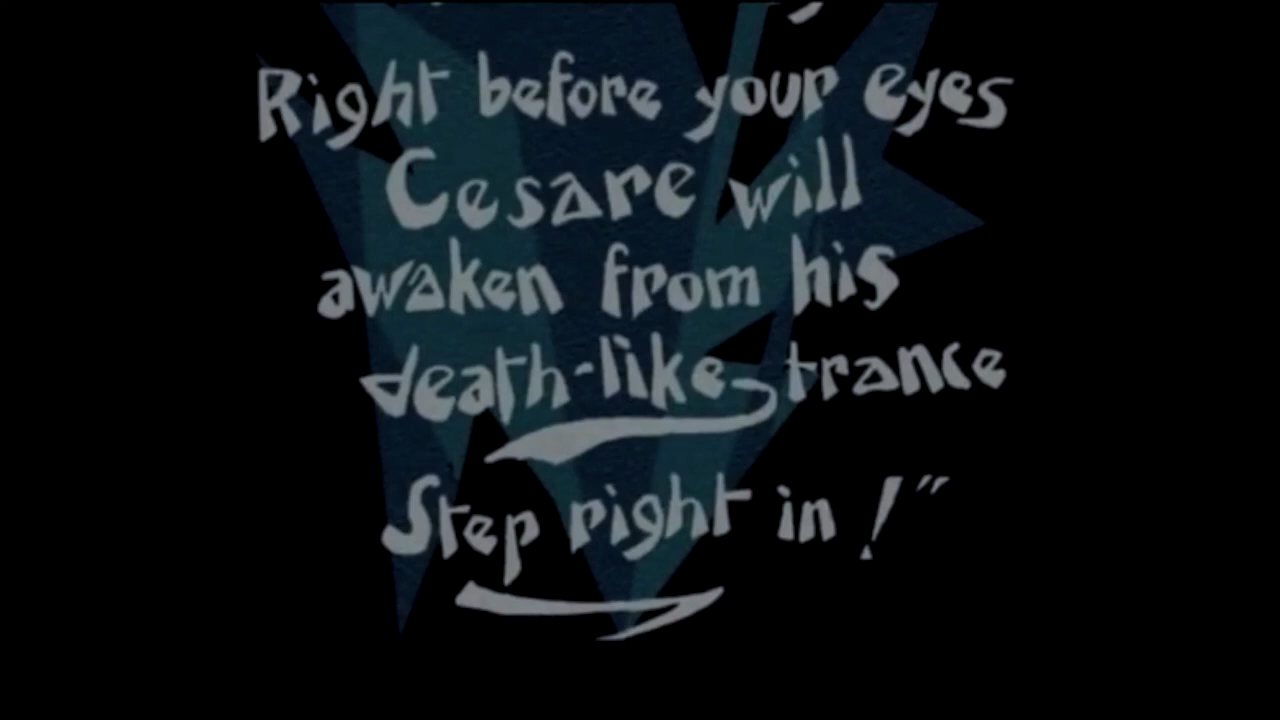 Right before your eyes
Cesare will
awaken from his
death-like trance
Step right in!"